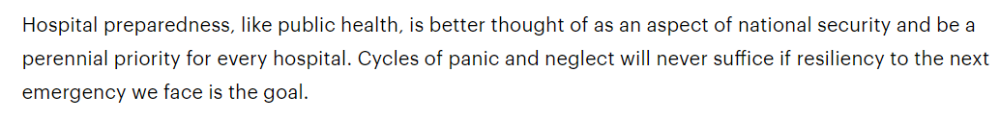 Hospital preparedness, like public health, is better thought of as an aspect of national security and be a
perennial priority for every hospital. Cycles of panic and neglect will never suffice if resiliency to the next
emergency we face is the goal.